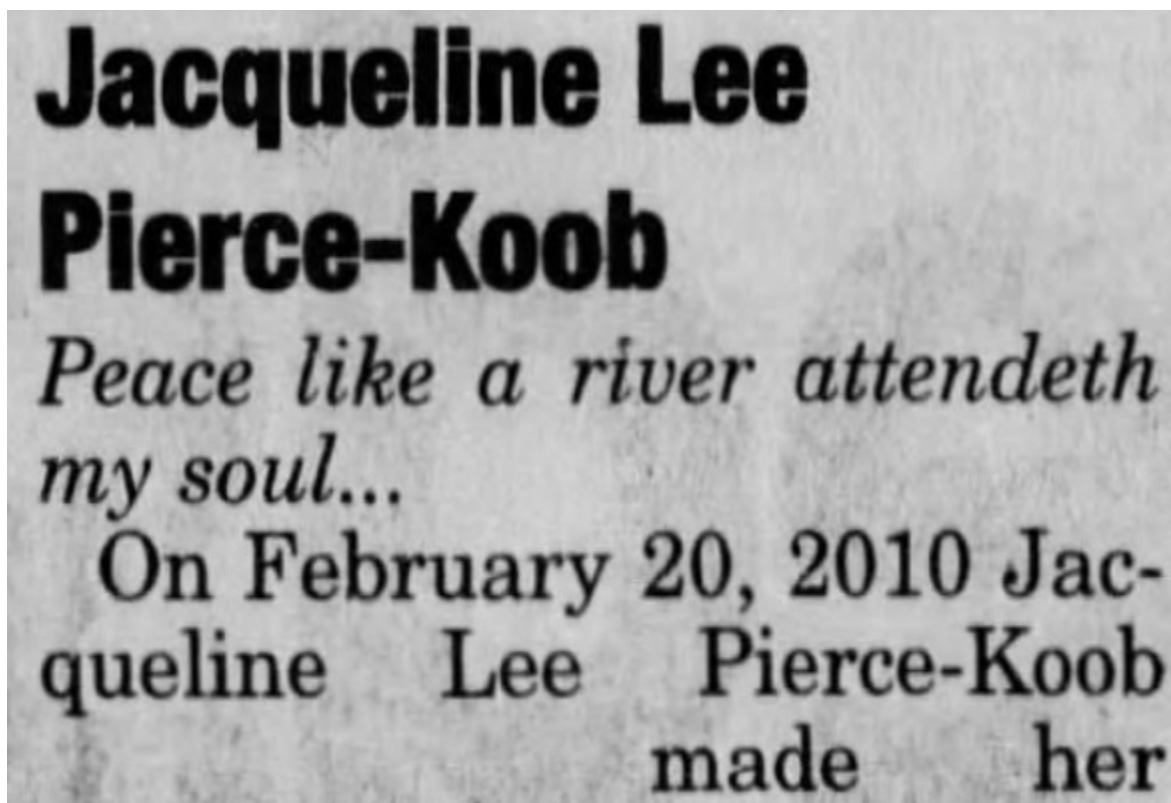 Jacqueline Lee
Pierce-Koob
Peace like a river attendeth
my soul...
On February 20, 2010 Jac-
queline Lee Pierce-Koob
made her